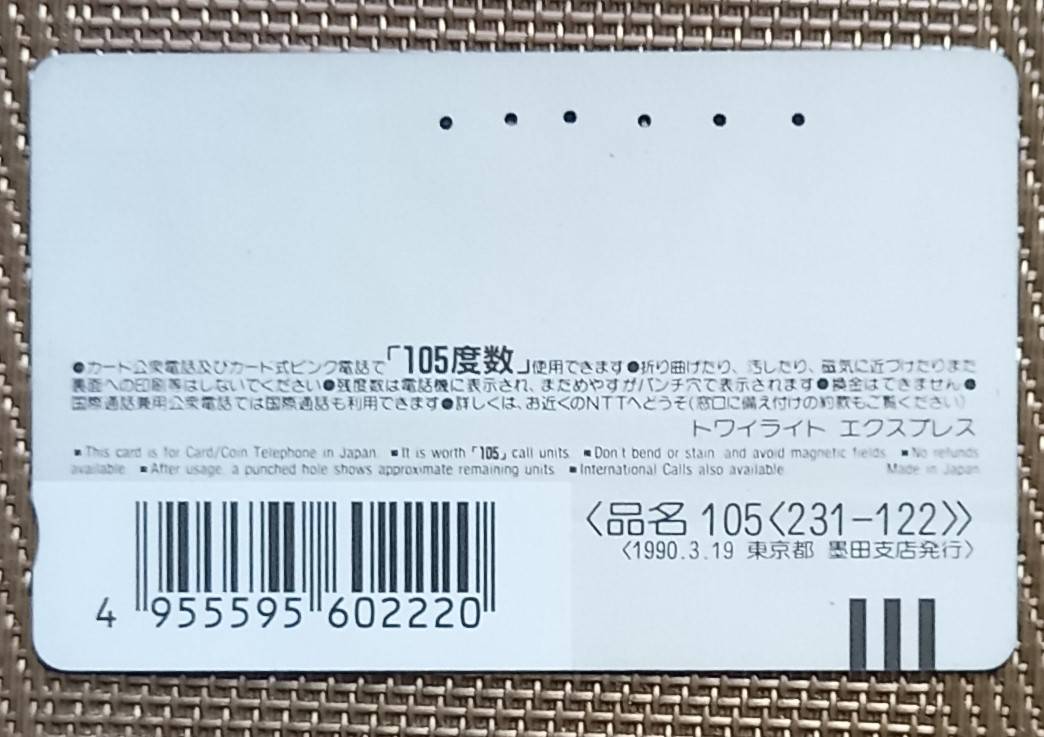 ●カード公衆電話及びカード式ピンク電話で「105度数」使用できます●折り曲げたり、汚したり、磁気に近づけたりまた
裏面への印刷等はしないでください●残度数は電話機に表示され、まためやすがパンチ穴で表示されます●換金はできません●
国際通話兼用公衆電話では国際通話も利用できます●詳しくは、お近くのNTTへどうぞ(窓口に備え付けの約款もご覧ください)
トワイライト エクスプレス
■This card is for Card/Coin Telephone in Japan. ■It is worth「105」call units. ■Don't bend or stain and avoid magnetic fields. ■No refunds
available. ■After usage, a punched hole shows approximate remaining units. ■International Calls also available.
Made in Japan
〈品名 105〈231-122〉〉
〈1990.3.19 東京都 墨田支店発行〉
4 955595 602220